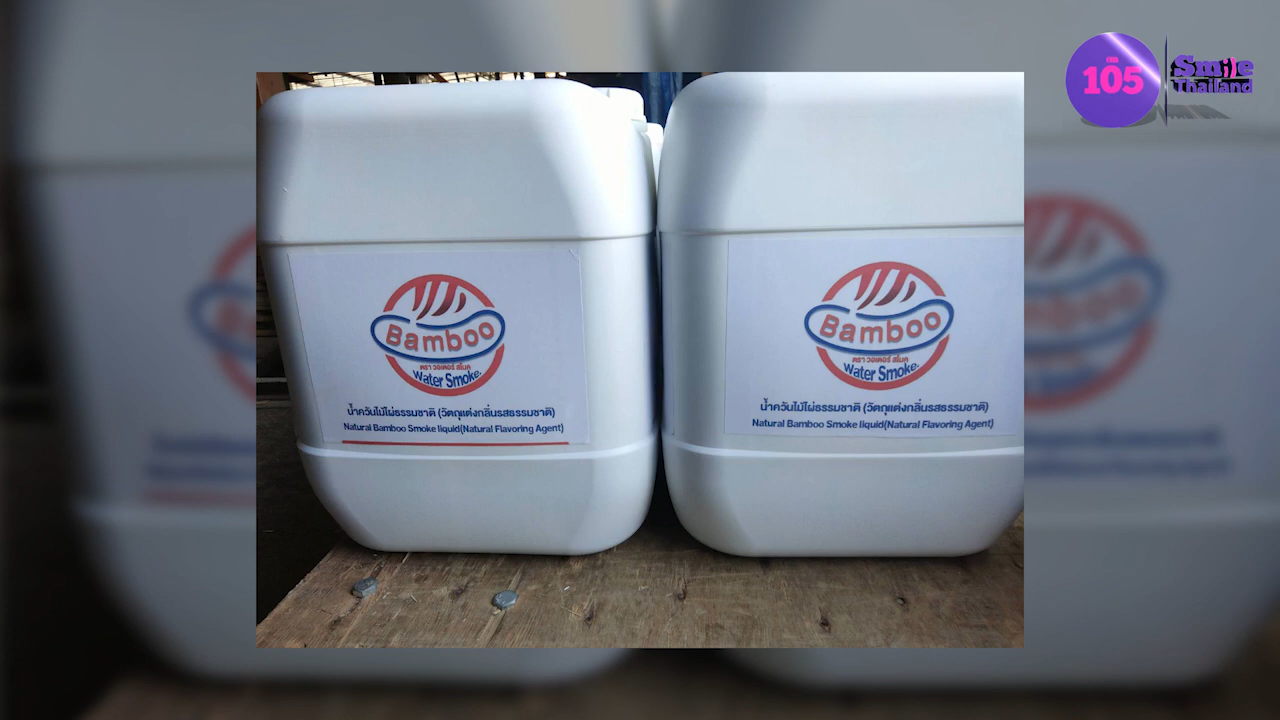 FM
105
Smile
Thailand
Bamboo
ตรา วอเตอร์ สโมค
Water Smoke.
น้ำควันไม้ไผ่ธรรมชาติ (วัตถุแต่งกลิ่นรสธรรมชาติ)
Natural Bamboo Smoke liquid(Natural Flavoring Agent)
Bamboo
ตรา วอเตอร์ สโมค
Water Smoke.
น้ำควันไม้ไผ่ธรรมชาติ (วัตถุแต่งกลิ่นรสธรรมชาติ)
Natural Bamboo Smoke liquid(Natural Flavoring Agent)